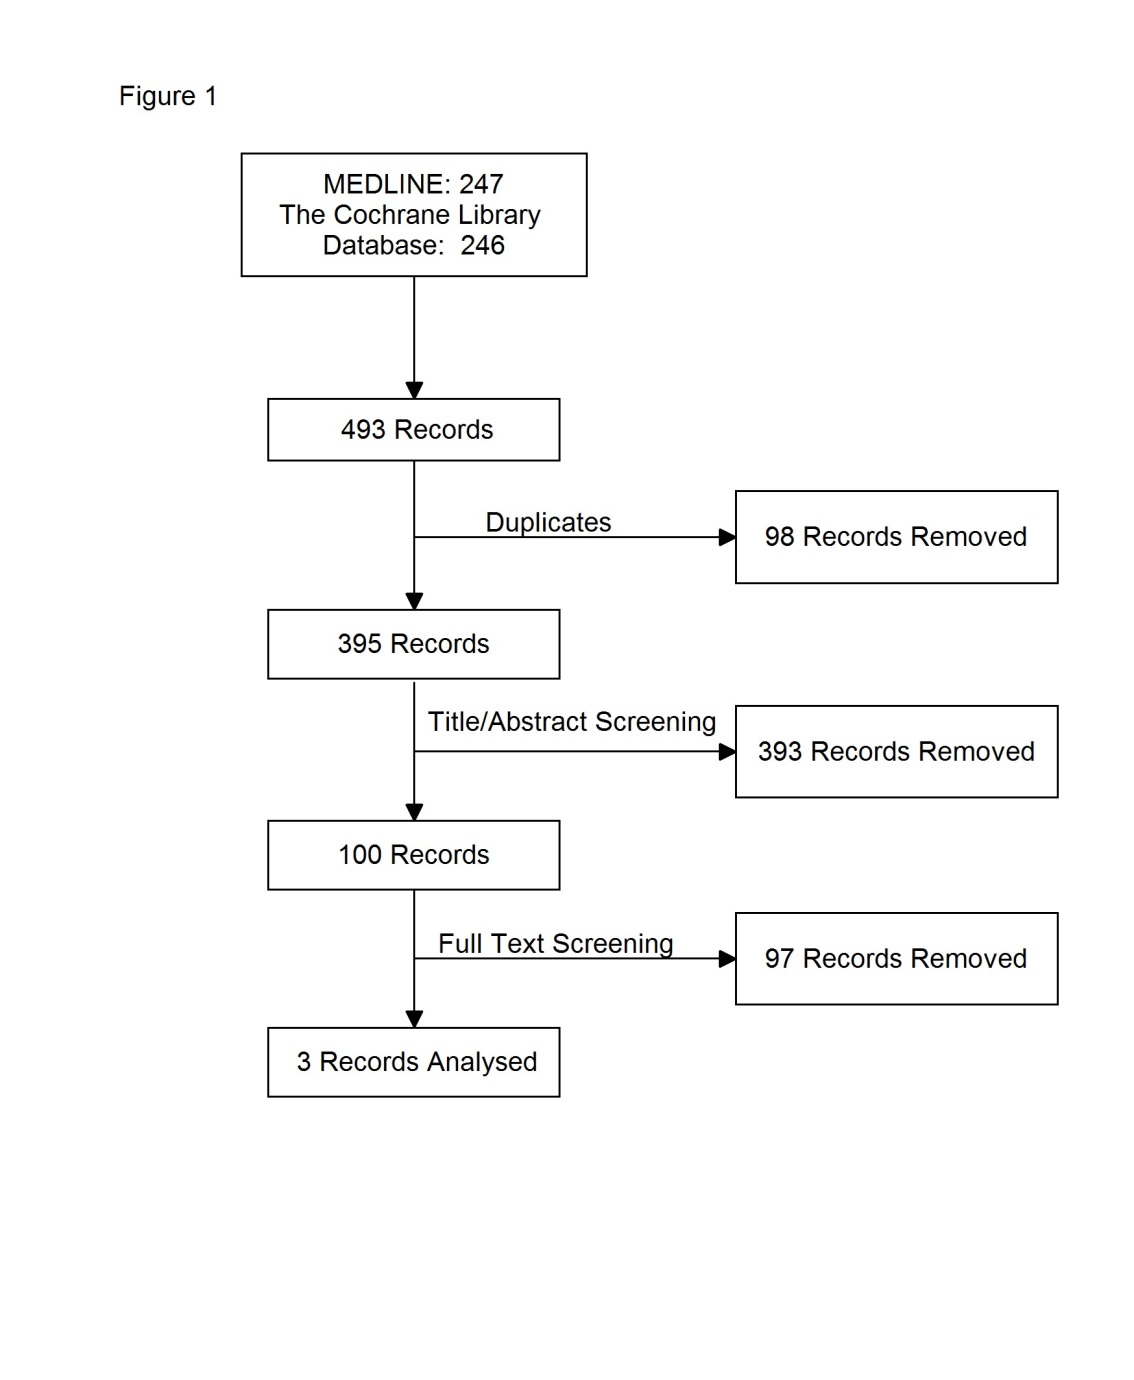 Figure 1
MEDLINE: 247
The Cochrane Library
Database:  246
493 Records
Duplicates
98 Records Removed
395 Records
Title/Abstract Screening
393 Records Removed
100 Records
Full Text Screening
97 Records Removed
3 Records Analysed